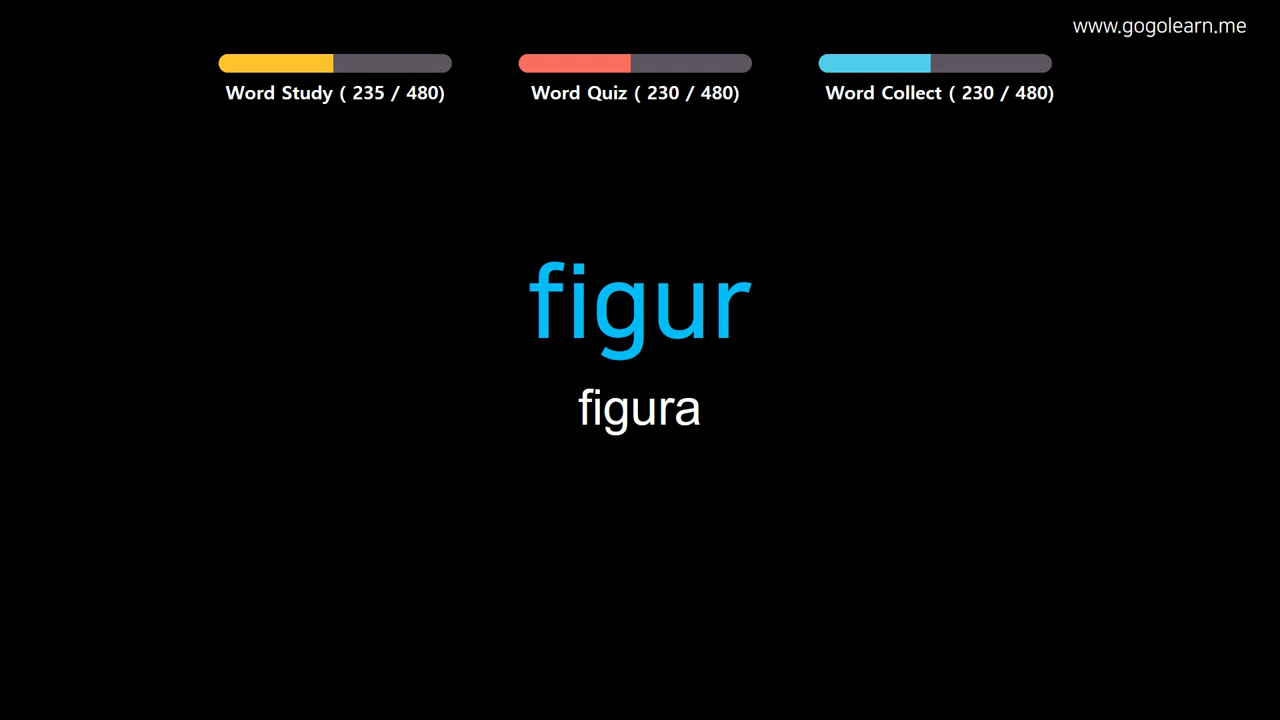 www.gogolearn.me
Word Study ( 235 / 480)
Word Quiz ( 230 / 480)
Word Collect ( 230 / 480)
figur
figura